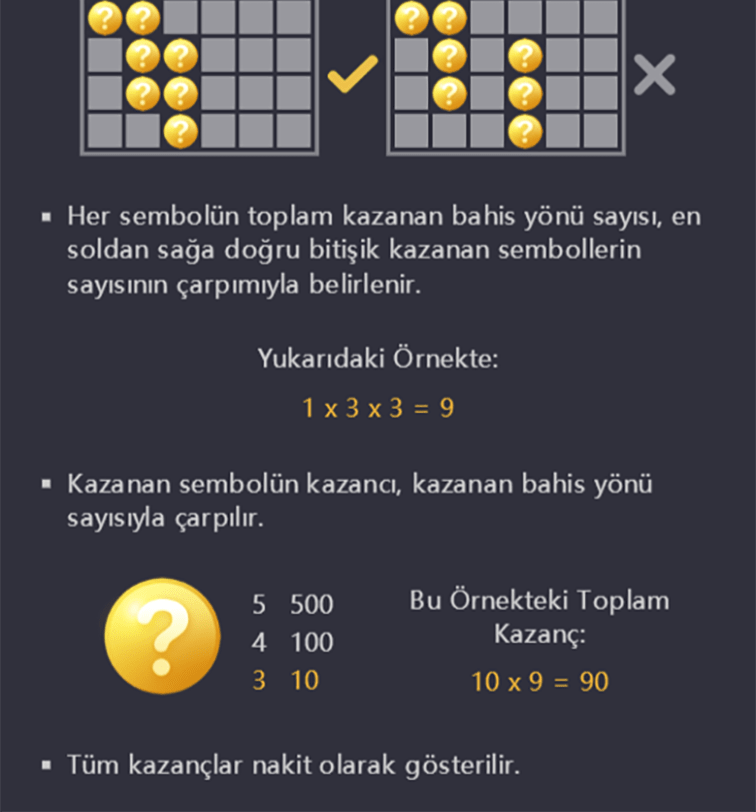 Her sembolün toplam kazanan bahis yönü sayısı, en
soldan sağa doğru bitişik kazanan sembollerin
sayısının çarpımıyla belirlenir.
Yukarıdaki Örnekte:
1 x 3 x 3 = 9
Kazanan sembolün kazancı, kazanan bahis yönü
sayısıyla çarpılır.
5 500
4 100
3 10
Bu Örnekteki Toplam
Kazanç:
10 x 9 = 90
Tüm kazançlar nakit olarak gösterilir.